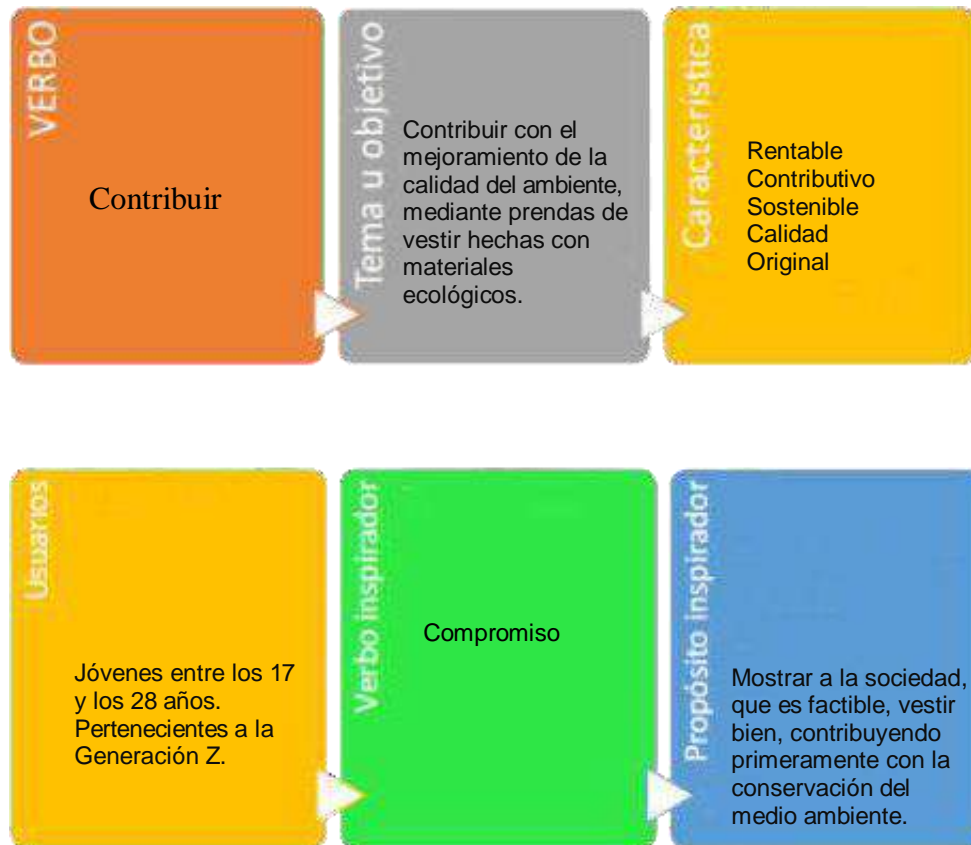 VERBO
Contribuir
Tema u objetivo
Contribuir con el
mejoramiento de la
calidad del ambiente,
mediante prendas de
vestir hechas con
materiales
ecológicos.
Característica
Rentable
Contributivo
Sostenible
Calidad
Original
Usuarios
Jóvenes entre los 17
y los 28 años.
Pertenecientes a la
Generación Z.
Verbo inspirador
Compromiso
Propósito inspirador
Mostrar a la sociedad,
que es factible, vestir
bien, contribuyendo
primeramente con la
conservación del
medio ambiente.